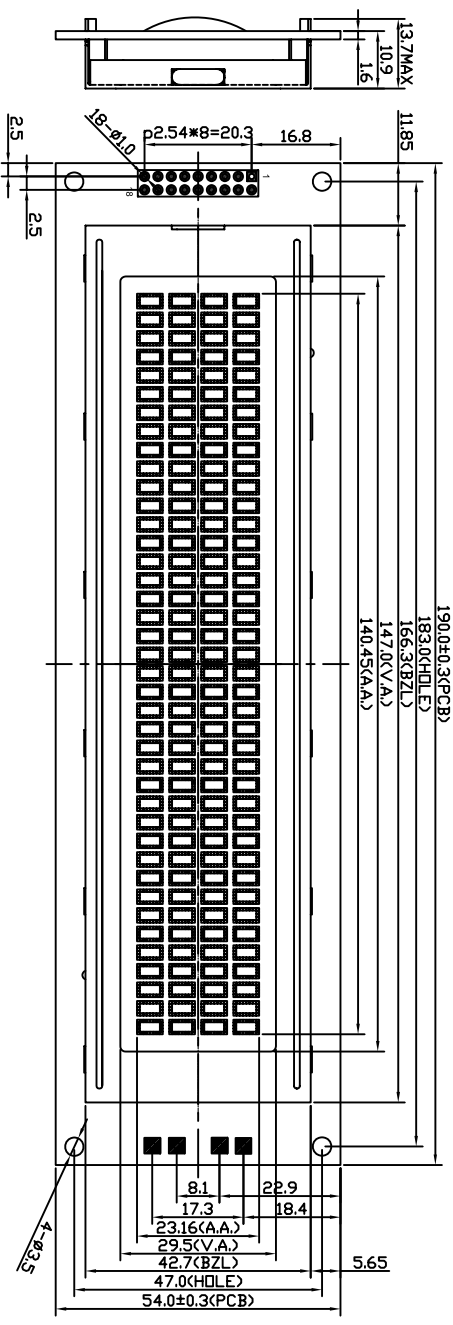 13.7MAX
10.9
1.6
2.5
2.5
18-ø1.0
p2.54*8=20.3
16.8
11.85
1
18
190.0±0.3(PCB)
183.0(HOLE)
166.3(BZL)
147.0(V.A.)
140.45(A.A.)
8.1
22.9
17.3
18.4
23.16(A.A.)
29.5(V.A.)
42.7(BZL)
5.65
47.0(HOLE)
54.0±0.3(PCB)
4-ø3.5